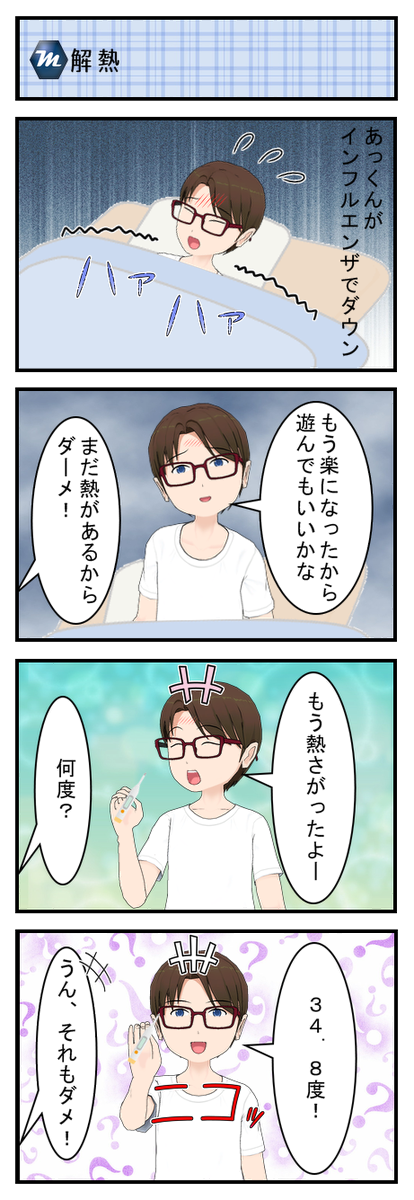 m解熱
あっくんが
インフルエンザでダウン
ハァ
ハァ
もう楽になったから
遊んでもいいかな
まだ熱があるから
ダーメ！
もう熱さがったよー
何度？
３４．８度！
うん、それもダメ！
ニコッ